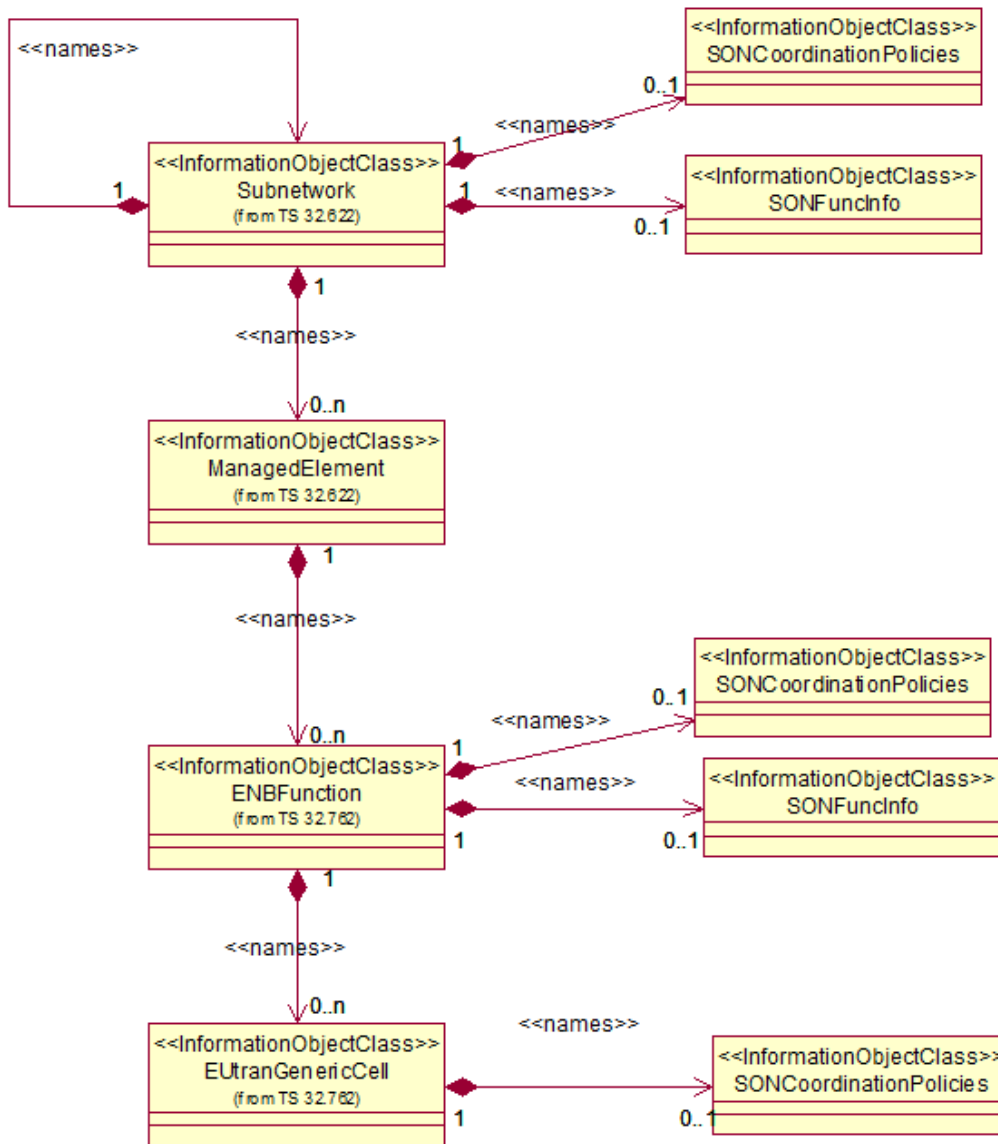 <<InformationObjectClass>>
SONCoordinationPolicies
<<names>>
0..1
<<names>>
<<InformationObjectClass>>
Subnetwork
(from TS 32.622)
1
1
1
<<names>>
0..1
<<InformationObjectClass>>
SONFuncInfo
1
<<names>>
0..n
<<InformationObjectClass>>
ManagedElement
(from TS 32.622)
1
<<names>>
<<InformationObjectClass>>
SONCoordinationPolicies
0..1
<<names>>
0..n
1
<<InformationObjectClass>>
ENBFunction
(from TS 32.762)
<<names>>
1
0..1
<<InformationObjectClass>>
SONFuncInfo
1
<<names>>
0..n
<<InformationObjectClass>>
EUtranGenericCell
(from TS 32.762)
<<names>>
1
0..1
<<InformationObjectClass>>
SONCoordinationPolicies